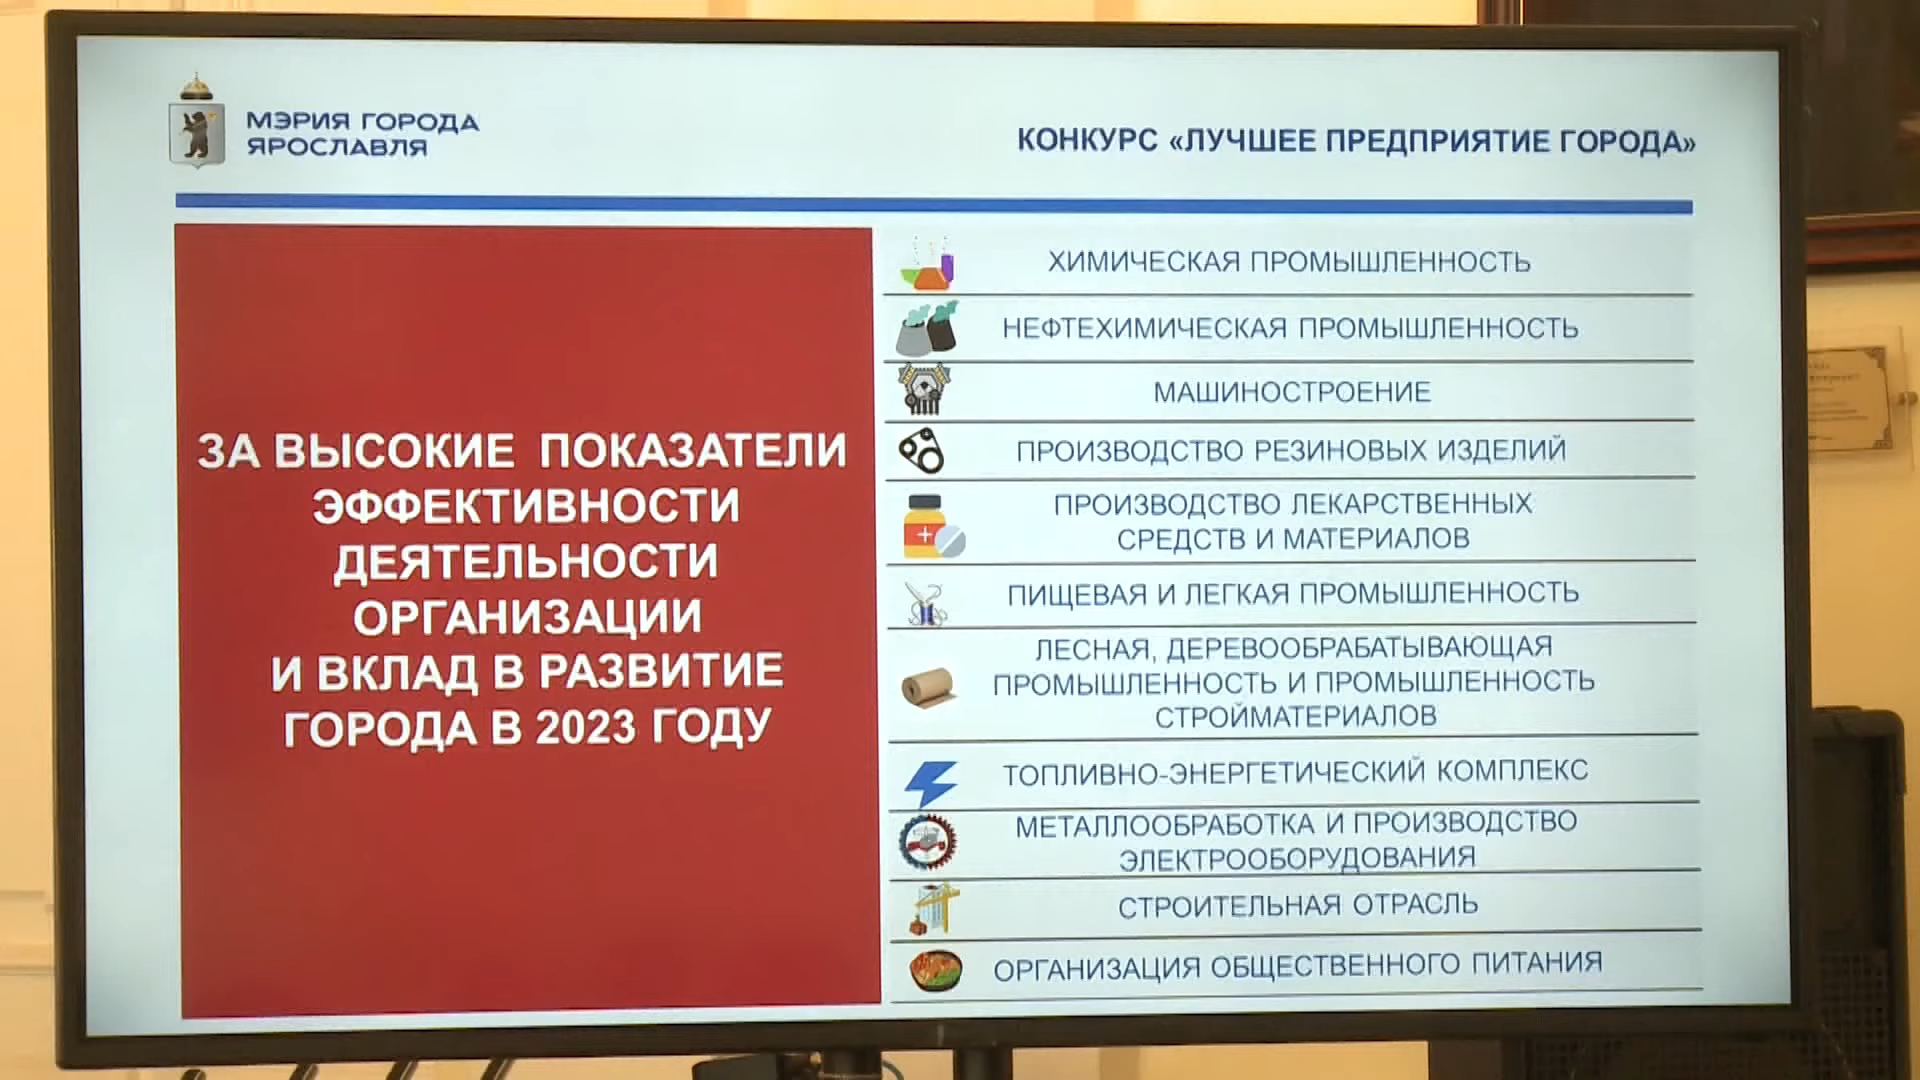 МЭРИЯ ГОРОДА
ЯРОСЛАВЛЯ
КОНКУРС «ЛУЧШЕЕ ПРЕДПРИЯТИЕ ГОРОДА»
ЗА ВЫСОКИЕ ПОКАЗАТЕЛИ
ЭФФЕКТИВНОСТИ
ДЕЯТЕЛЬНОСТИ
ОРГАНИЗАЦИИ
И ВКЛАД В РАЗВИТИЕ
ГОРОДА В 2023 ГОДУ
ХИМИЧЕСКАЯ ПРОМЫШЛЕННОСТЬ
НЕФТЕХИМИЧЕСКАЯ ПРОМЫШЛЕННОСТЬ
МАШИНОСТРОЕНИЕ
ПРОИЗВОДСТВО РЕЗИНОВЫХ ИЗДЕЛИЙ
ПРОИЗВОДСТВО ЛЕКАРСТВЕННЫХ
СРЕДСТВ И МАТЕРИАЛОВ
ПИЩЕВАЯ И ЛЕГКАЯ ПРОМЫШЛЕННОСТЬ
ЛЕСНАЯ, ДЕРЕВООБРАБАТЫВАЮЩАЯ
ПРОМЫШЛЕННОСТЬ И ПРОМЫШЛЕННОСТЬ
СТРОЙМАТЕРИАЛОВ
ТОПЛИВНО-ЭНЕРГЕТИЧЕСКИЙ КОМПЛЕКС
МЕТАЛЛООБРАБОТКА И ПРОИЗВОДСТВО
ЭЛЕКТРООБОРУДОВАНИЯ
СТРОИТЕЛЬНАЯ ОТРАСЛЬ
ОРГАНИЗАЦИЯ ОБЩЕСТВЕННОГО ПИТАНИЯ